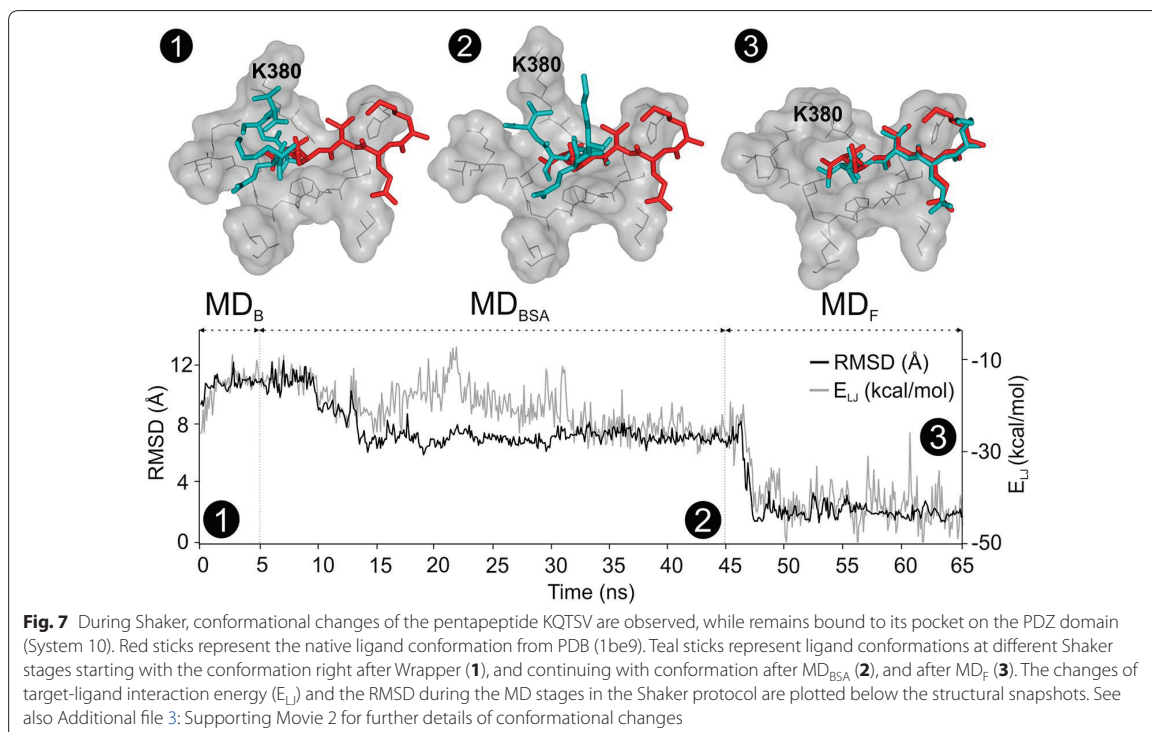 1
2
3
K380
K380
K380
MD_B
MD_BSA
MD_F
12
8
4
0
RMSD (Å)
RMSD (Å)
E_LJ (kcal/mol)
-10
-30
-50
E_LJ (kcal/mol)
1
2
3
0 5 10 15 20 25 30 35 40 45 50 55 60 65
Time (ns)
Fig. 7 During Shaker, conformational changes of the pentapeptide KQTSV are observed, while remains bound to its pocket on the PDZ domain
(System 10). Red sticks represent the native ligand conformation from PDB (1be9). Teal sticks represent ligand conformations at different Shaker
stages starting with the conformation right after Wrapper (1), and continuing with conformation after MD_BSA (2), and after MD_F (3). The changes of
target-ligand interaction energy (E_LJ) and the RMSD during the MD stages in the Shaker protocol are plotted below the structural snapshots. See
also Additional file 3: Supporting Movie 2 for further details of conformational changes